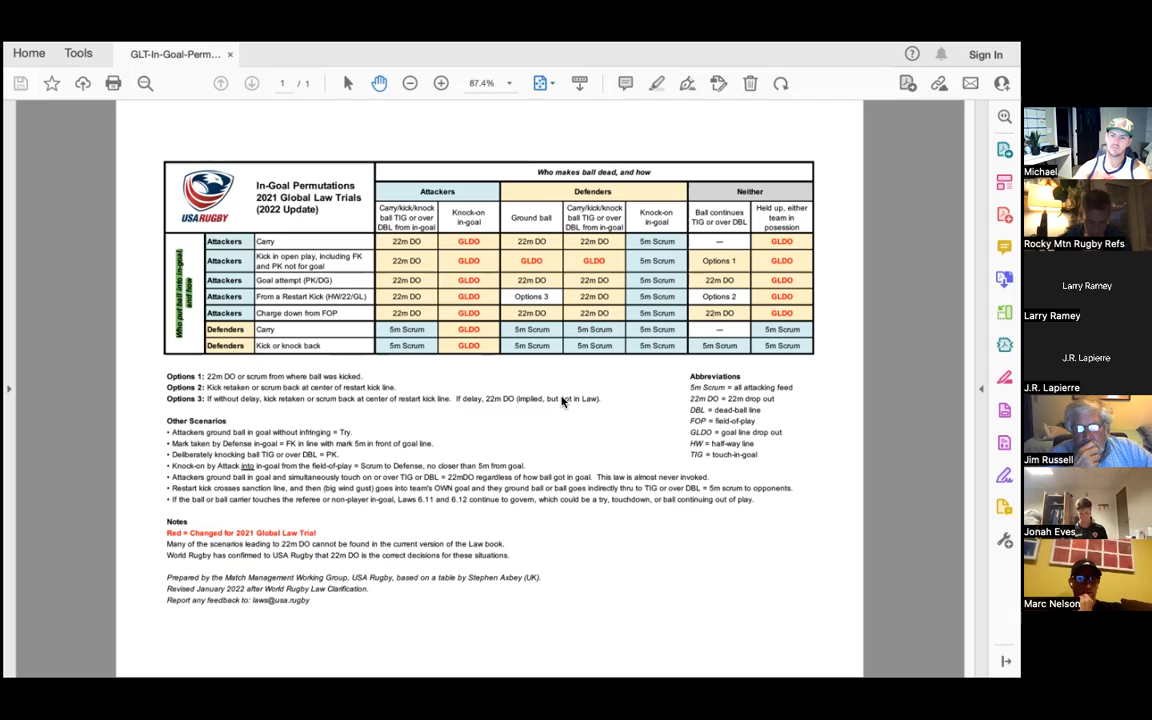 Home Tools GLT-In-Goal-Perm... × Sign In
1 / 1 87.4%
USA RUGBY
In-Goal Permutations
2021 Global Law Trials
(2022 Update)
Who makes ball dead, and how
Attackers Defenders Neither
Carry/kick/knock ball TIG or over DBL from in-goal Knock-on in-goal Ground ball Carry/kick/knock ball TIG or over DBL from in-goal Knock-on in-goal Ball continues TIG or over DBL Held up, either team in posession
Who put ball into in-goal, and how
Attackers Carry 22m DO GLDO 22m DO 22m DO 5m Scrum — GLDO
Attackers Kick in open play, including FK and PK not for goal 22m DO GLDO GLDO GLDO 5m Scrum Options 1 GLDO
Attackers Goal attempt (PK/DG) 22m DO GLDO 22m DO 22m DO 5m Scrum 22m DO GLDO
Attackers From a Restart Kick (HW/22/GL) 22m DO GLDO Options 3 22m DO 5m Scrum Options 2 GLDO
Attackers Charge down from FOP 22m DO GLDO 22m DO 22m DO 5m Scrum 22m DO GLDO
Defenders Carry 5m Scrum GLDO 5m Scrum 5m Scrum 5m Scrum — 5m Scrum
Defenders Kick or knock back 5m Scrum GLDO 5m Scrum 5m Scrum 5m Scrum 5m Scrum 5m Scrum
Options 1: 22m DO or scrum from where ball was kicked.
Options 2: Kick retaken or scrum back at center of restart kick line.
Options 3: If without delay, kick retaken or scrum back at center of restart kick line. If delay, 22m DO (implied, but not in Law).
Other Scenarios
• Attackers ground ball in goal without infringing = Try.
• Mark taken by Defense in-goal = FK in line with mark 5m in front of goal line.
• Deliberately knocking ball TIG or over DBL = PK.
• Knock-on by Attack into in-goal from the field-of-play = Scrum to Defense, no closer than 5m from goal.
• Attackers ground ball in goal and simultaneously touch on or over TIG or DBL = 22mDO regardless of how ball got in goal. This law is almost never invoked.
• Restart kick crosses sanction line, and then (big wind gust) goes into team's OWN goal and they ground ball or ball goes indirectly thru to TIG or over DBL = 5m scrum to opponents.
• If the ball or ball carrier touches the referee or non-player in-goal, Laws 6.11 and 6.12 continue to govern, which could be a try, touchdown, or ball continuing out of play.
Abbreviations
5m Scrum = all attacking feed
22m DO = 22m drop out
DBL = dead-ball line
FOP = field-of-play
GLDO = goal line drop out
HW = half-way line
TIG = touch-in-goal
Notes
Red = Changed for 2021 Global Law Trial
Many of the scenarios leading to 22m DO cannot be found in the current version of the Law book.
World Rugby has confirmed to USA Rugby that 22m DO is the correct decisions for these situations.
Prepared by the Match Management Working Group, USA Rugby, based on a table by Stephen Axbey (UK).
Revised January 2022 after World Rugby Law Clarification.
Report any feedback to: laws@usa.rugby
Michael
Rocky Mtn Rugby Refs
Larry Ramey
Larry Ramey
J.R. Lapierre
J.R. Lapierre
Jim Russell
Jonah Eves
Marc Nelson